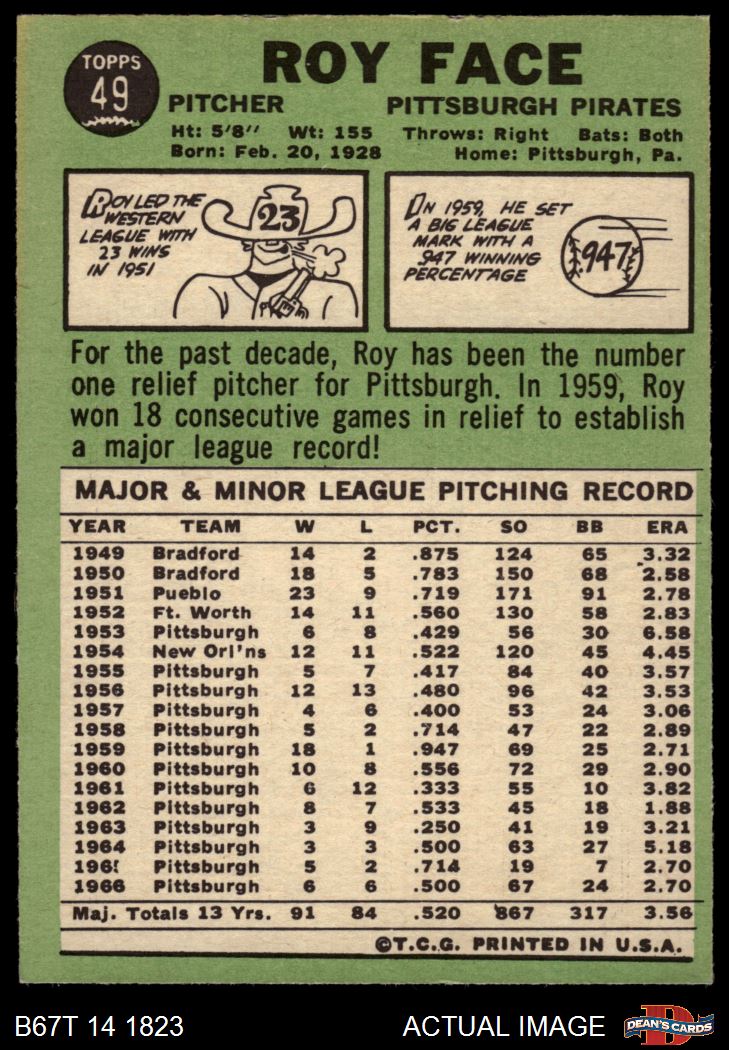 TOPPS
49
ROY FACE
PITCHER PITTSBURGH PIRATES
Ht: 5'8'' Wt: 155 Throws: Right Bats: Both
Born: Feb. 20, 1928 Home: Pittsburgh, Pa.
ROY LED THE
WESTERN
LEAGUE WITH
23 WINS
IN 1951
23
IN 1959, HE SET
A BIG LEAGUE
MARK WITH A
.947 WINNING
PERCENTAGE
.947
For the past decade, Roy has been the number
one relief pitcher for Pittsburgh. In 1959, Roy
won 18 consecutive games in relief to establish
a major league record!
MAJOR & MINOR LEAGUE PITCHING RECORD
YEAR TEAM W L PCT. SO BB ERA
1949 Bradford 14 2 .875 124 65 3.32
1950 Bradford 18 5 .783 150 68 2.58
1951 Pueblo 23 9 .719 171 91 2.78
1952 Ft. Worth 14 11 .560 130 58 2.83
1953 Pittsburgh 6 8 .429 56 30 6.58
1954 New Orl'ns 12 11 .522 120 45 4.45
1955 Pittsburgh 5 7 .417 84 40 3.57
1956 Pittsburgh 12 13 .480 96 42 3.53
1957 Pittsburgh 4 6 .400 53 24 3.06
1958 Pittsburgh 5 2 .714 47 22 2.89
1959 Pittsburgh 18 1 .947 69 25 2.71
1960 Pittsburgh 10 8 .556 72 29 2.90
1961 Pittsburgh 6 12 .333 55 10 3.82
1962 Pittsburgh 8 7 .533 45 18 1.88
1963 Pittsburgh 3 9 .250 41 19 3.21
1964 Pittsburgh 3 3 .500 63 27 5.18
1965 Pittsburgh 5 2 .714 19 7 2.70
1966 Pittsburgh 6 6 .500 67 24 2.70
Maj. Totals 13 Yrs. 91 84 .520 867 317 3.56
©T.C.G. PRINTED IN U.S.A.
B67T 14 1823 ACTUAL IMAGE
D
DEAN'S CARDS